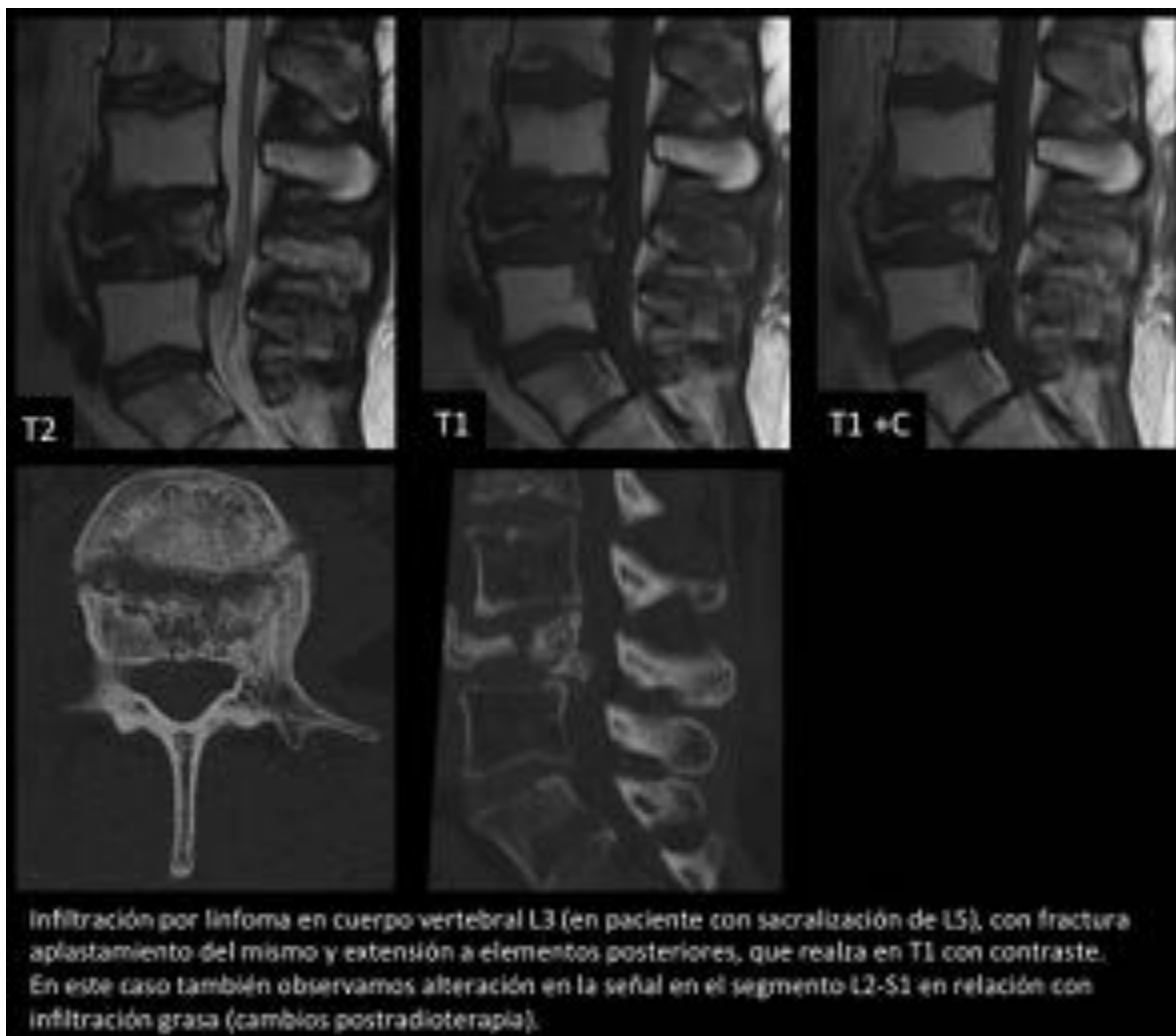 T2
T1
T1 +C
Infiltración por linfoma en cuerpo vertebral L3 (en paciente con sacralización de L5), con fractura
aplastamiento del mismo y extensión a elementos posteriores, que realza en T1 con contraste.
En este caso también observamos alteración en la señal en el segmento L2-S1 en relación con
infiltración grasa (cambios postradioterapia).